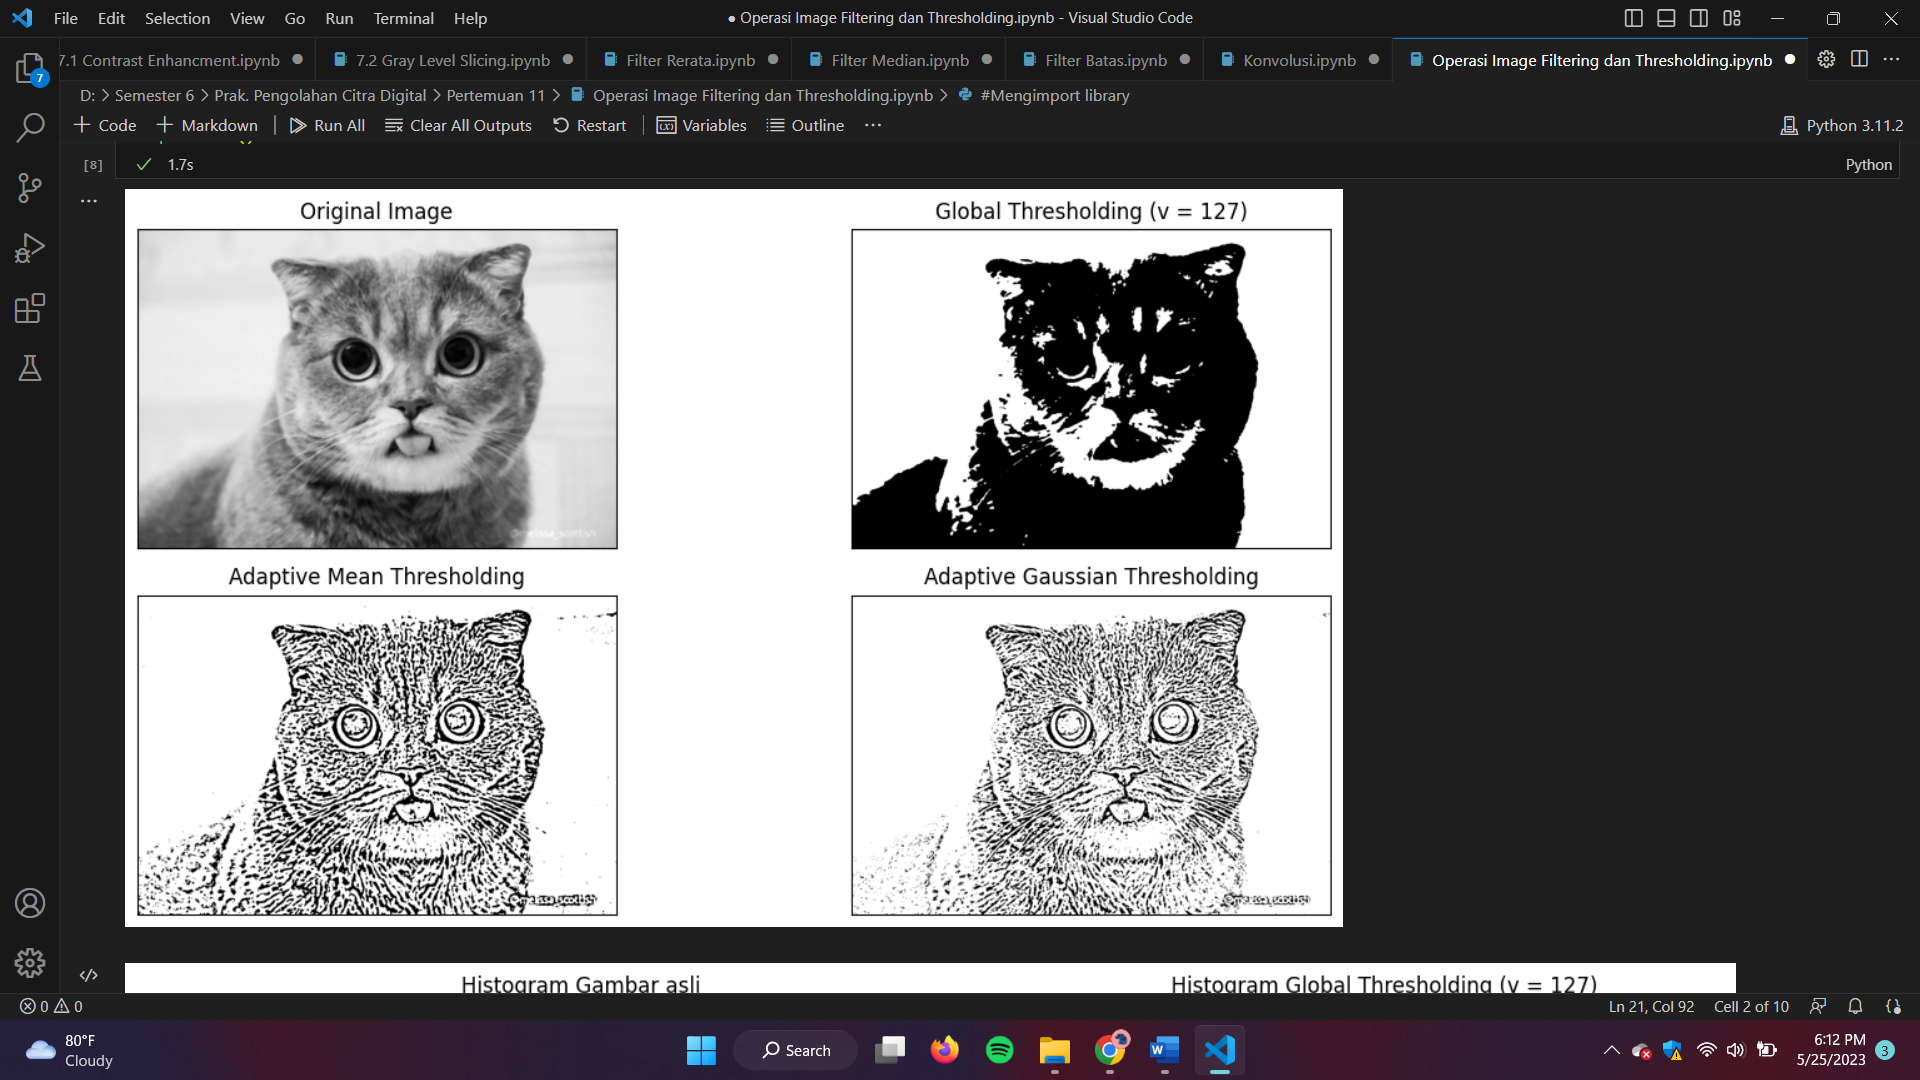 File Edit Selection View Go Run Terminal Help
● Operasi Image Filtering dan Thresholding.ipynb - Visual Studio Code
7.1 Contrast Enhancment.ipynb
7.2 Gray Level Slicing.ipynb
Filter Rerata.ipynb
Filter Median.ipynb
Filter Batas.ipynb
Konvolusi.ipynb
Operasi Image Filtering dan Thresholding.ipynb
7
D: > Semester 6 > Prak. Pengolahan Citra Digital > Pertemuan 11 > Operasi Image Filtering dan Thresholding.ipynb > #Mengimport library
+ Code + Markdown | Run All Clear All Outputs Restart | Variables Outline ...
Python 3.11.2
[8] ✓ 1.7s
Python
Original Image
Global Thresholding (v = 127)
@melissa_scottish
Adaptive Mean Thresholding
Adaptive Gaussian Thresholding
@melissa_scottish
@melissa_scottish
Histogram Gambar asli
Histogram Global Thresholding (v = 127)
0 0
Ln 21, Col 92 Cell 2 of 10
80°F
Cloudy
Search
6:12 PM
5/25/2023
3